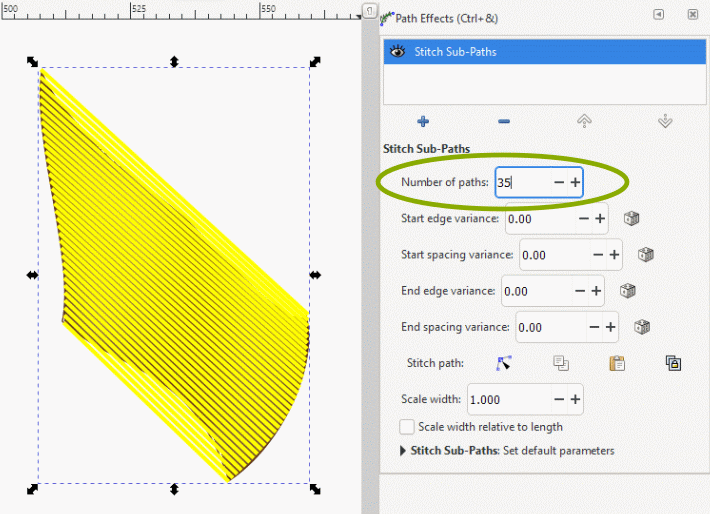 500 525 550
¶ Path Effects (Ctrl+&)
Stitch Sub-Paths
Stitch Sub-Paths
Number of paths: 35 − +
Start edge variance: 0.00 − +
Start spacing variance: 0.00 − +
End edge variance: 0.00 − +
End spacing variance: 0.00 − +
Stitch path:
Scale width: 1.000 − +
Scale width relative to length
Stitch Sub-Paths: Set default parameters